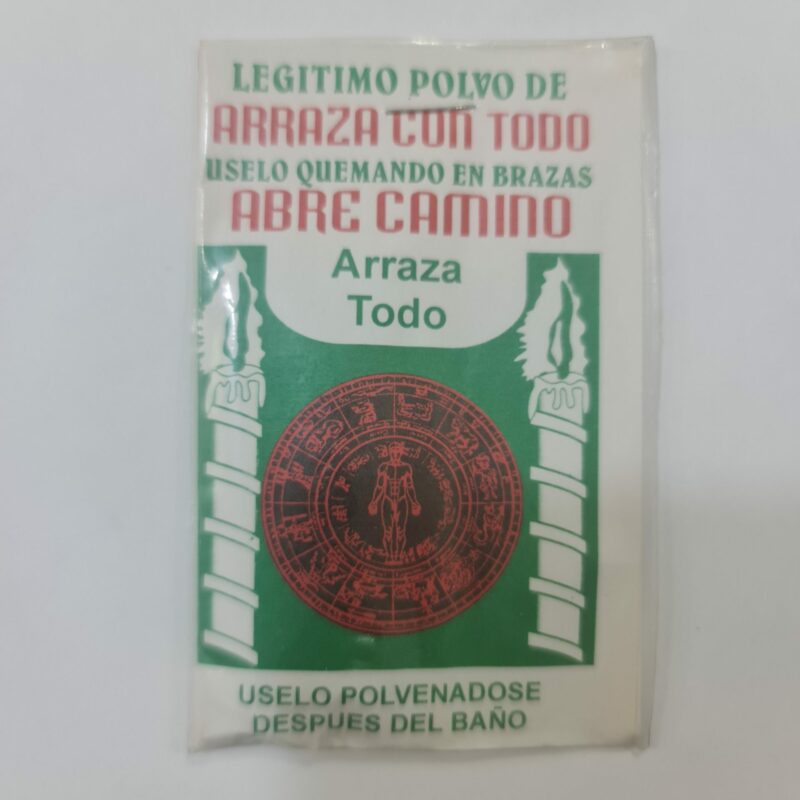 LEGITIMO POLVO DE
ARRAZA CON TODO
USELO QUEMANDO EN BRAZAS
ABRE CAMINO
Arraza
Todo
USELO POLVENADOSE
DESPUES DEL BAÑO